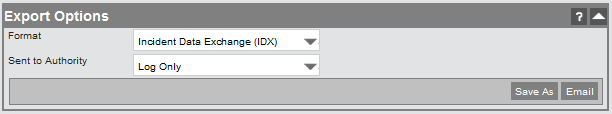 Export Options ?
Format Incident Data Exchange (IDX)
Sent to Authority Log Only
Save As Email